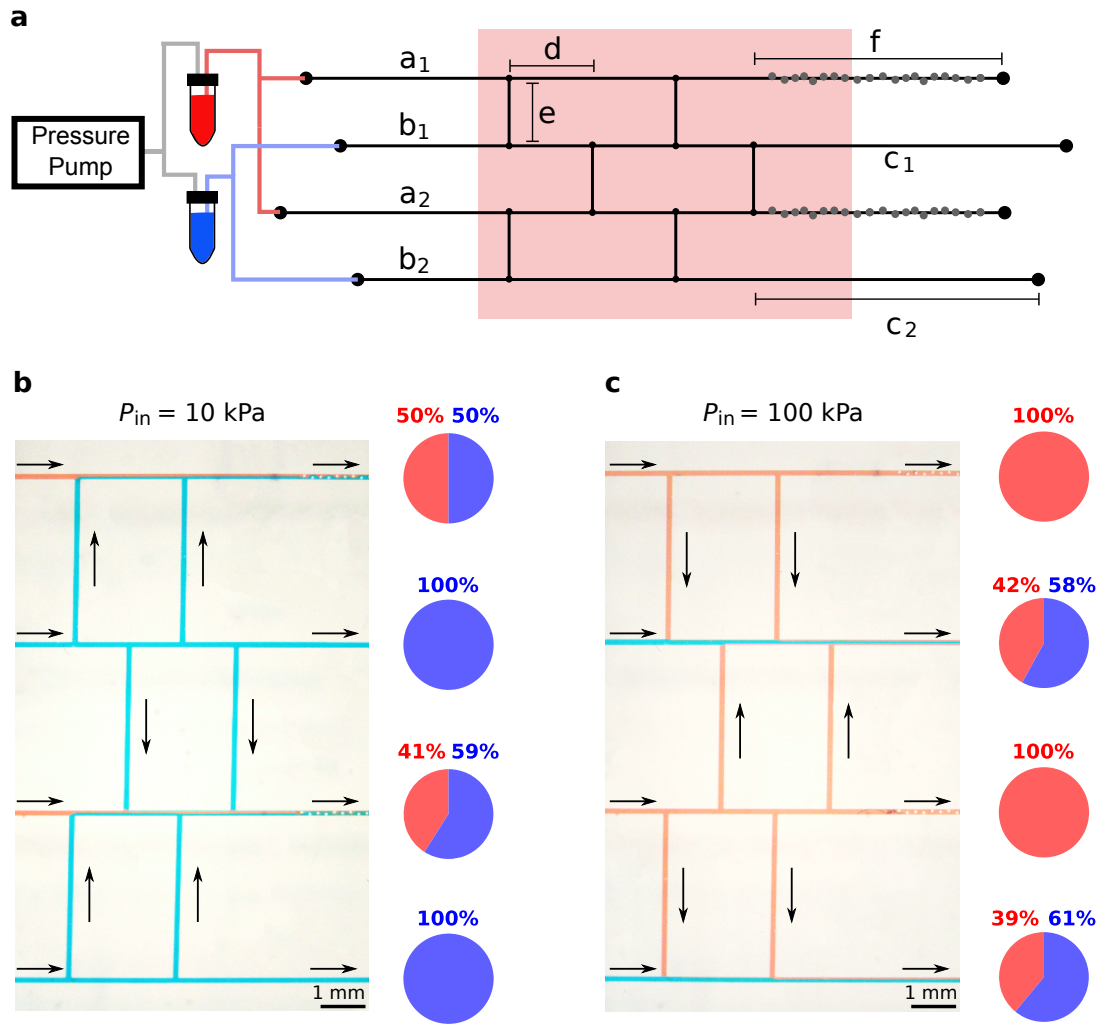 a
Pressure
Pump
a1
b1
a2
b2
d
e
f
c1
c2
b
Pin = 10 kPa
50% 50%
100%
41% 59%
100%
1 mm
c
Pin = 100 kPa
100%
42% 58%
100%
39% 61%
1 mm